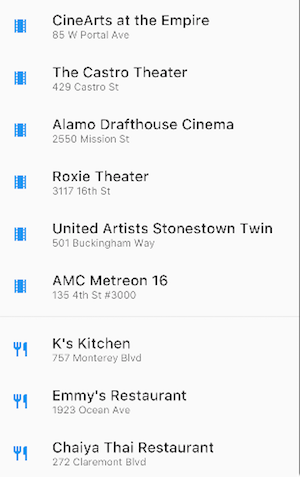 CineArts at the Empire
85 W Portal Ave
The Castro Theater
429 Castro St
Alamo Drafthouse Cinema
2550 Mission St
Roxie Theater
3117 16th St
United Artists Stonestown Twin
501 Buckingham Way
AMC Metreon 16
135 4th St #3000
K's Kitchen
757 Monterey Blvd
Emmy's Restaurant
1923 Ocean Ave
Chaiya Thai Restaurant
272 Claremont Blvd